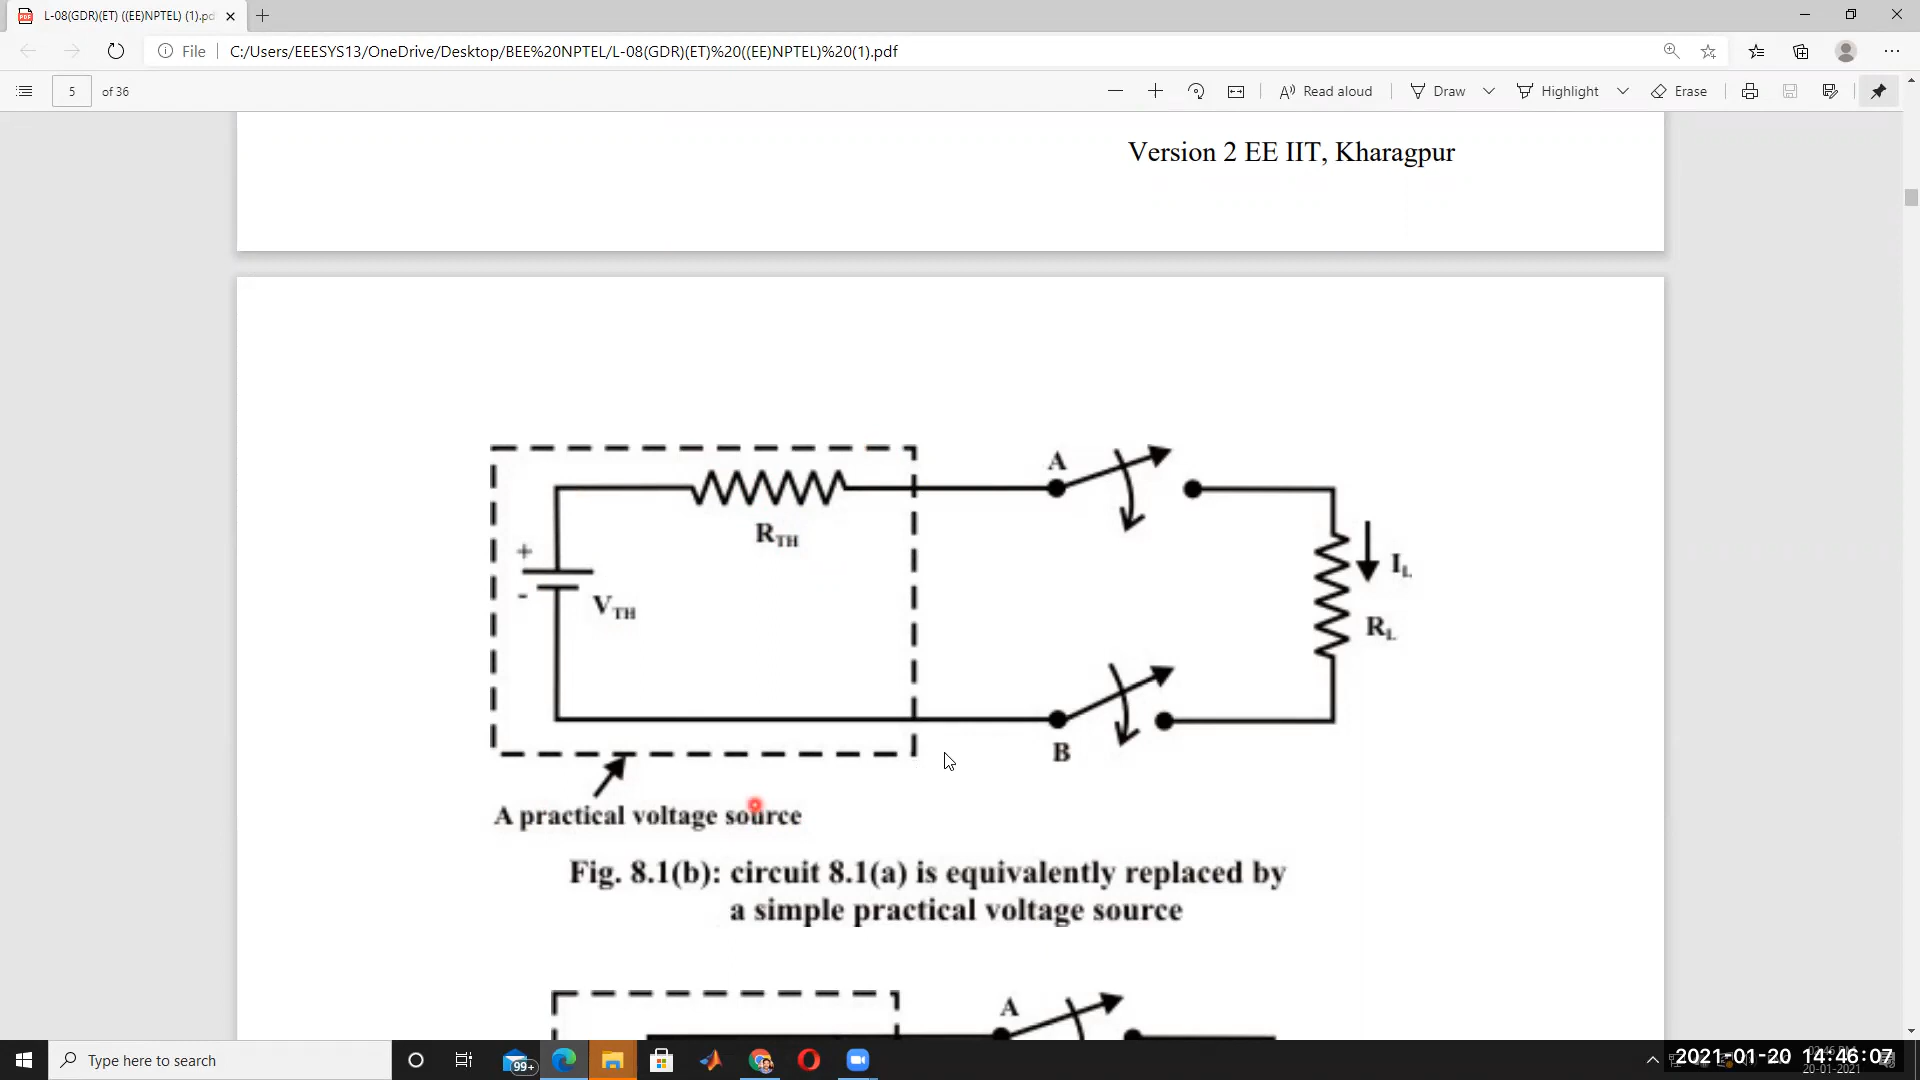 L-08(GDR)(ET) ((EE)NPTEL) (1).pd
File
C:/Users/EEESYS13/OneDrive/Desktop/BEE%20NPTEL/L-08(GDR)(ET)%20((EE)NPTEL)%20(1).pdf
5 of 36
Read aloud
Draw
Highlight
Erase
Version 2 EE IIT, Kharagpur
A
RTH
+
-
VTH
IL
RL
B
A practical voltage source
Fig. 8.1(b): circuit 8.1(a) is equivalently replaced by
a simple practical voltage source
A
Type here to search
99+
2021-01-20 14:46:07
20-01-2021